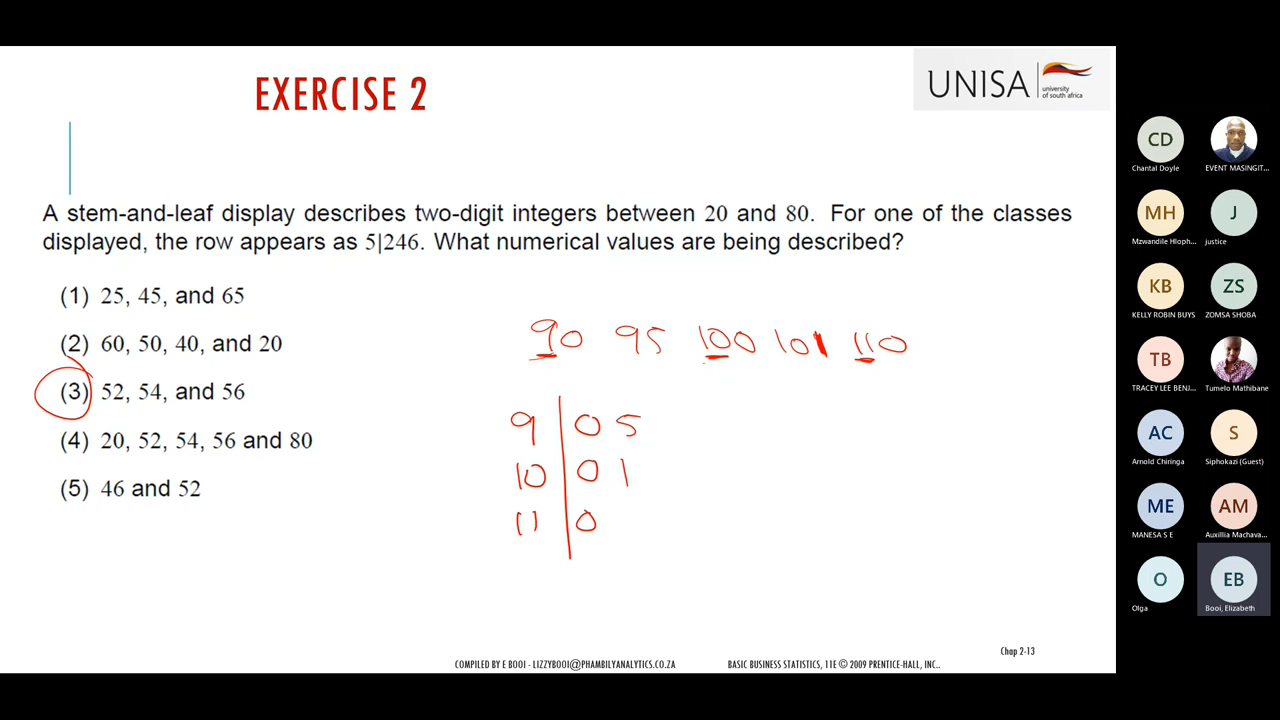 EXERCISE 2
UNISA
university
of south africa
A stem-and-leaf display describes two-digit integers between 20 and 80. For one of the classes
displayed, the row appears as 5|246. What numerical values are being described?
(1) 25, 45, and 65
(2) 60, 50, 40, and 20
(3) 52, 54, and 56
(4) 20, 52, 54, 56 and 80
(5) 46 and 52
90 95 100 101 110
9 | 0 5
10 | 0 1
11 | 0
Chap 2-13
COMPILED BY E BOOI - LIZZYBOOI@PHAMBILYANALYTICS.CO.ZA
BASIC BUSINESS STATISTICS, 11E © 2009 PRENTICE-HALL, INC..
CD
Chantal Doyle
EVENT MASINGIT...
MH
Mzwandile Hloph...
J
justice
KB
KELLY ROBIN BUYS
ZS
ZOMSA SHOBA
TB
TRACEY LEE BENJ...
Tumelo Mathibane
AC
Arnold Chiringa
S
Siphokazi (Guest)
ME
MANESA S E
AM
Auxillia Machava...
O
Olga
EB
Booi, Elizabeth